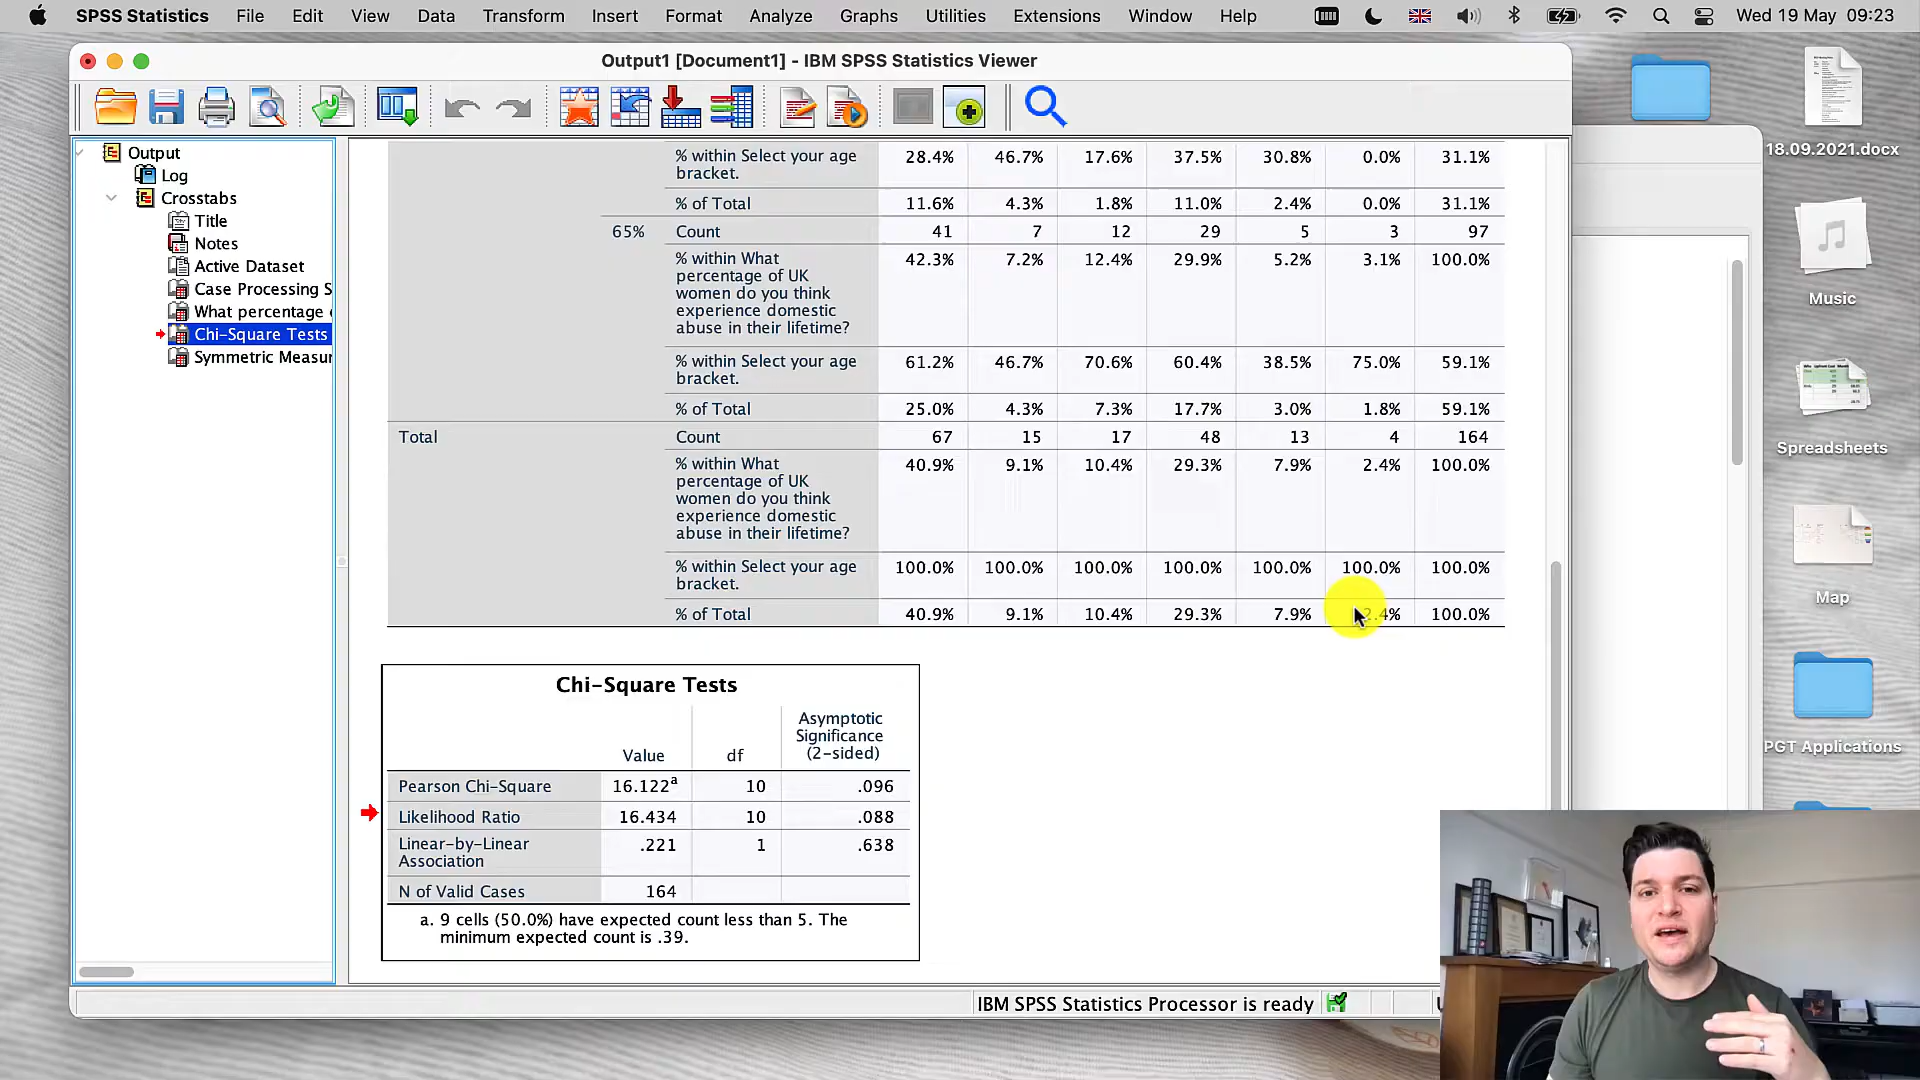 SPSS Statistics File Edit View Data Transform Insert Format Analyze Graphs Utilities Extensions Window Help Wed 19 May 09:23
Output1 [Document1] - IBM SPSS Statistics Viewer
Output
Log
Crosstabs
Title
Notes
Active Dataset
Case Processing S
What percentage
Chi-Square Tests
Symmetric Measur
% within Select your age 28.4% 46.7% 17.6% 37.5% 30.8% 0.0% 31.1%
bracket.
% of Total 11.6% 4.3% 1.8% 11.0% 2.4% 0.0% 31.1%
65% Count 41 7 12 29 5 3 97
% within What 42.3% 7.2% 12.4% 29.9% 5.2% 3.1% 100.0%
percentage of UK
women do you think
experience domestic
abuse in their lifetime?
% within Select your age 61.2% 46.7% 70.6% 60.4% 38.5% 75.0% 59.1%
bracket.
% of Total 25.0% 4.3% 7.3% 17.7% 3.0% 1.8% 59.1%
Total Count 67 15 17 48 13 4 164
% within What 40.9% 9.1% 10.4% 29.3% 7.9% 2.4% 100.0%
percentage of UK
women do you think
experience domestic
abuse in their lifetime?
% within Select your age 100.0% 100.0% 100.0% 100.0% 100.0% 100.0% 100.0%
bracket.
% of Total 40.9% 9.1% 10.4% 29.3% 7.9% 2.4% 100.0%
Chi-Square Tests
Asymptotic
Significance
Value df (2-sided)
Pearson Chi-Square 16.122a 10 .096
Likelihood Ratio 16.434 10 .088
Linear-by-Linear .221 1 .638
Association
N of Valid Cases 164
a. 9 cells (50.0%) have expected count less than 5. The
minimum expected count is .39.
IBM SPSS Statistics Processor is ready
18.09.2021.docx
Music
Spreadsheets
Map
PGT Applications